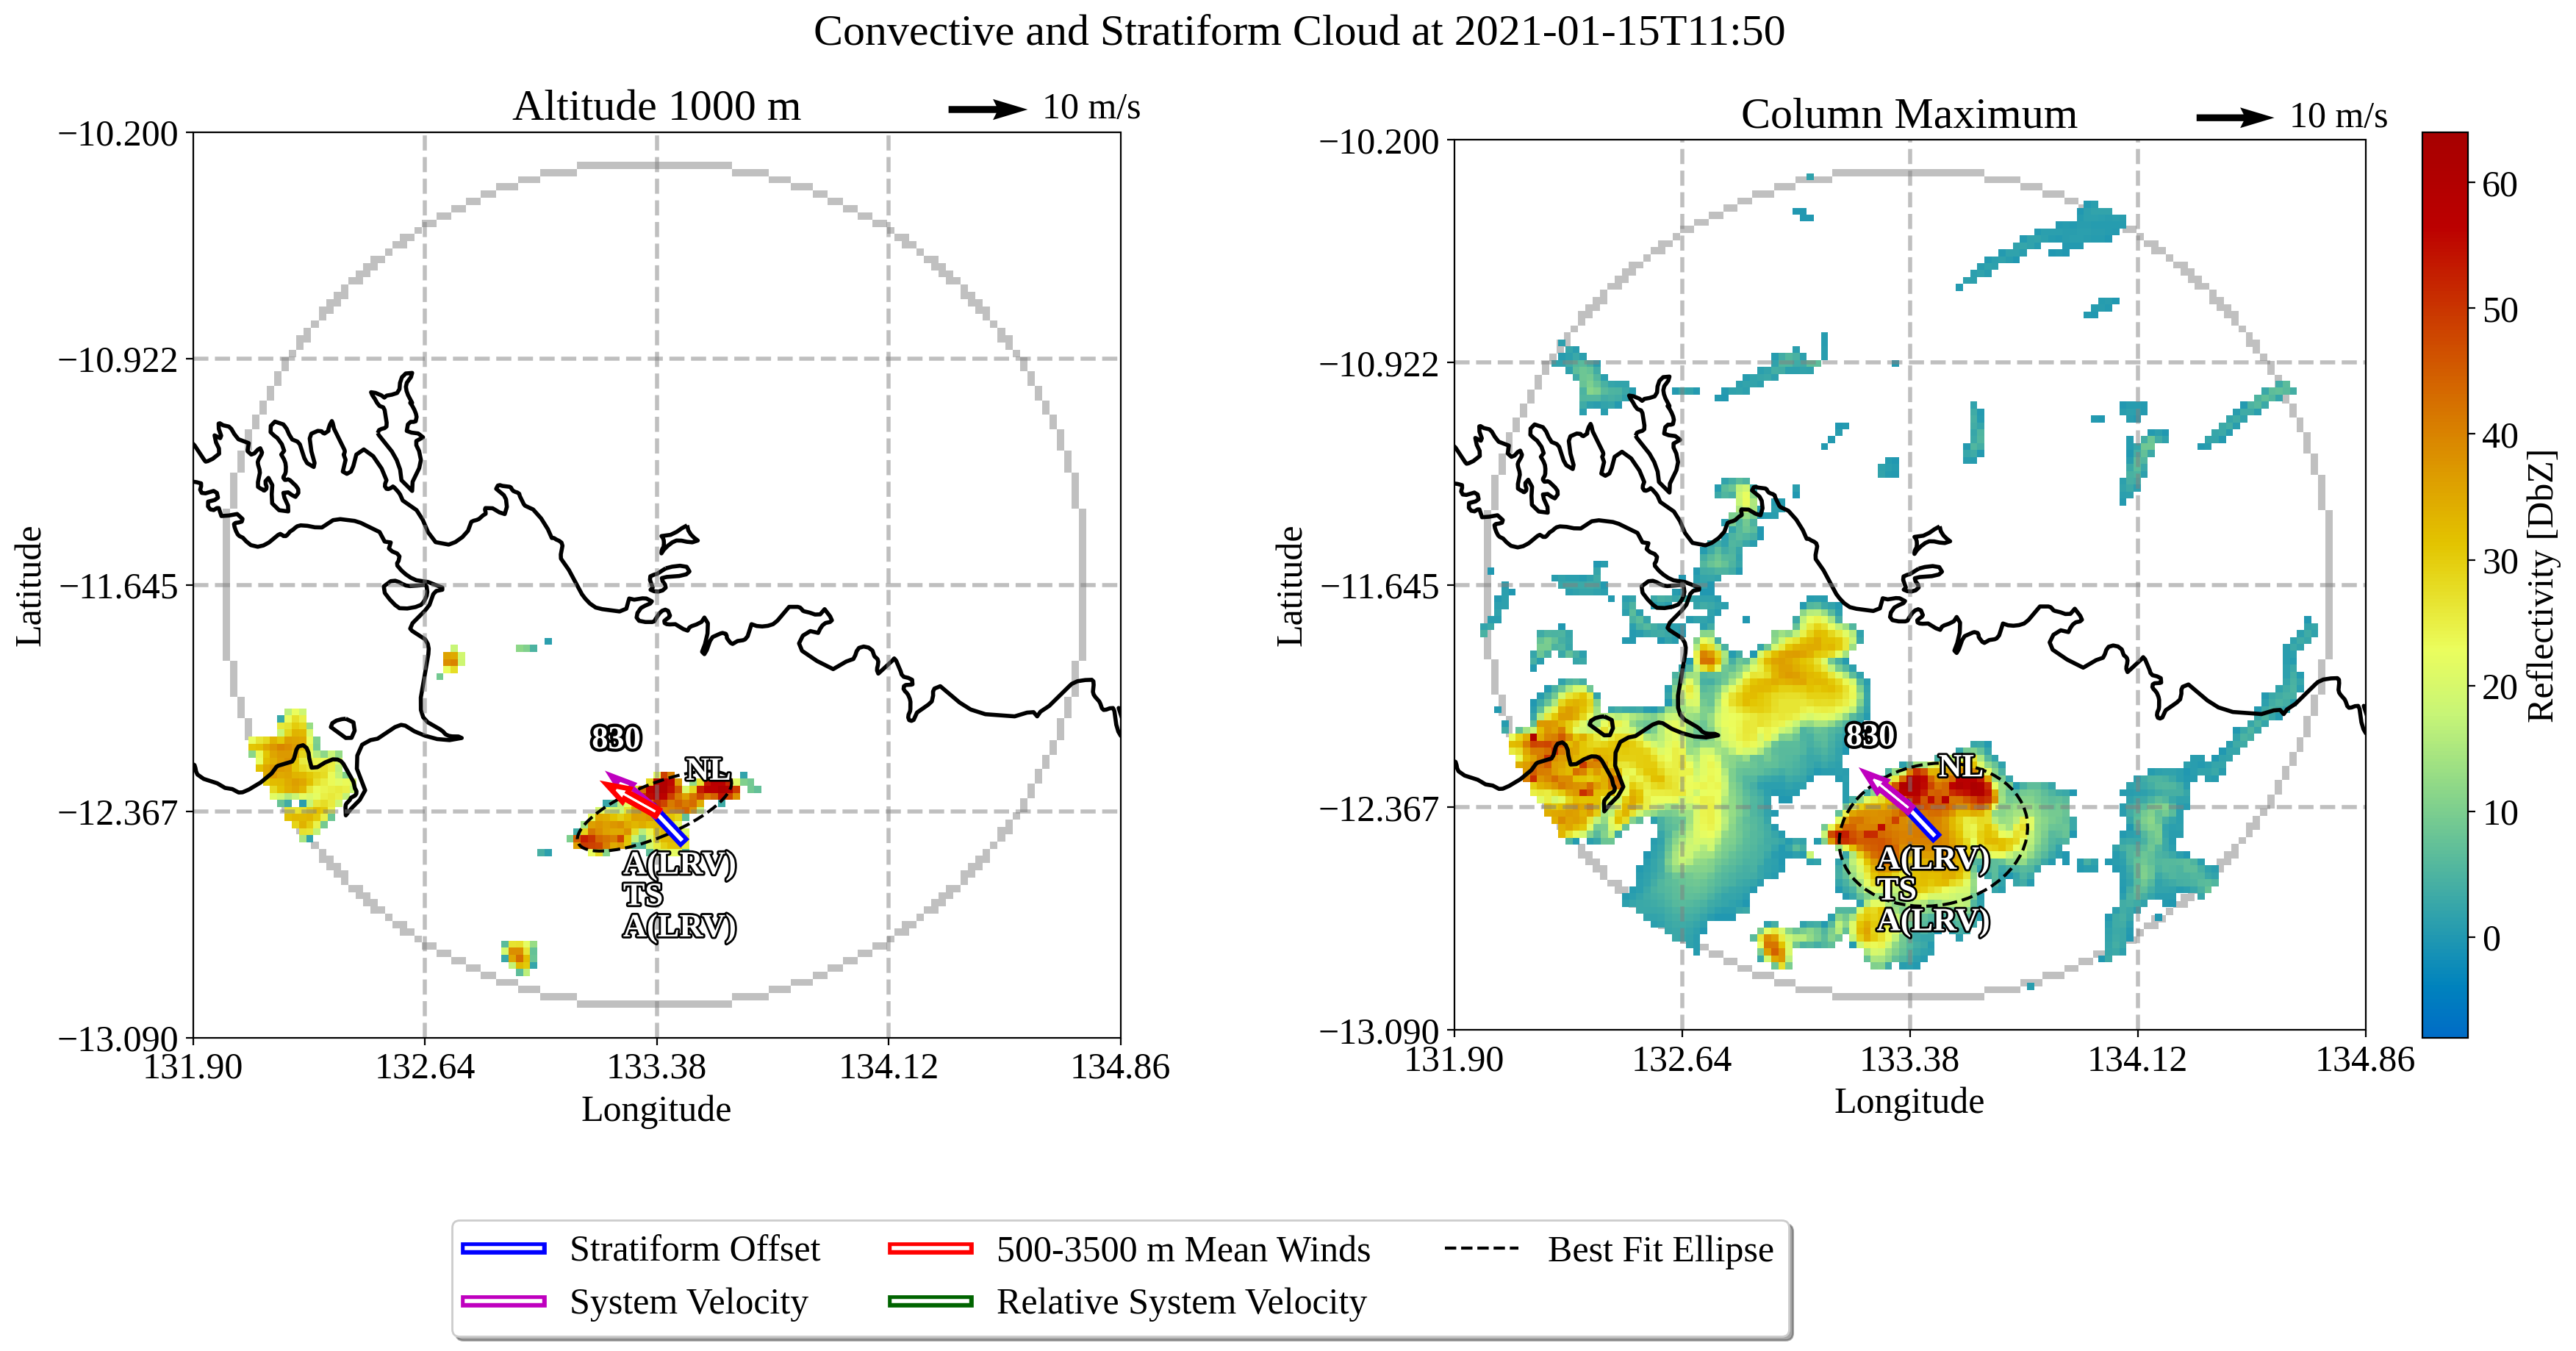 Convective and Stratiform Cloud at 2021-01-15T11:50
Altitude 1000 m
10 m/s
−10.200
−10.922
−11.645
−12.367
−13.090
Latitude
830
NL
A(LRV)
TS
A(LRV)
131.90
132.64
133.38
134.12
134.86
Longitude
Column Maximum
10 m/s
−10.200
−10.922
−11.645
−12.367
−13.090
Latitude
830
NL
A(LRV)
TS
A(LRV)
131.90
132.64
133.38
134.12
134.86
Longitude
60
50
40
30
20
10
0
Reflectivity [DbZ]
Stratiform Offset
System Velocity
500-3500 m Mean Winds
Relative System Velocity
Best Fit Ellipse